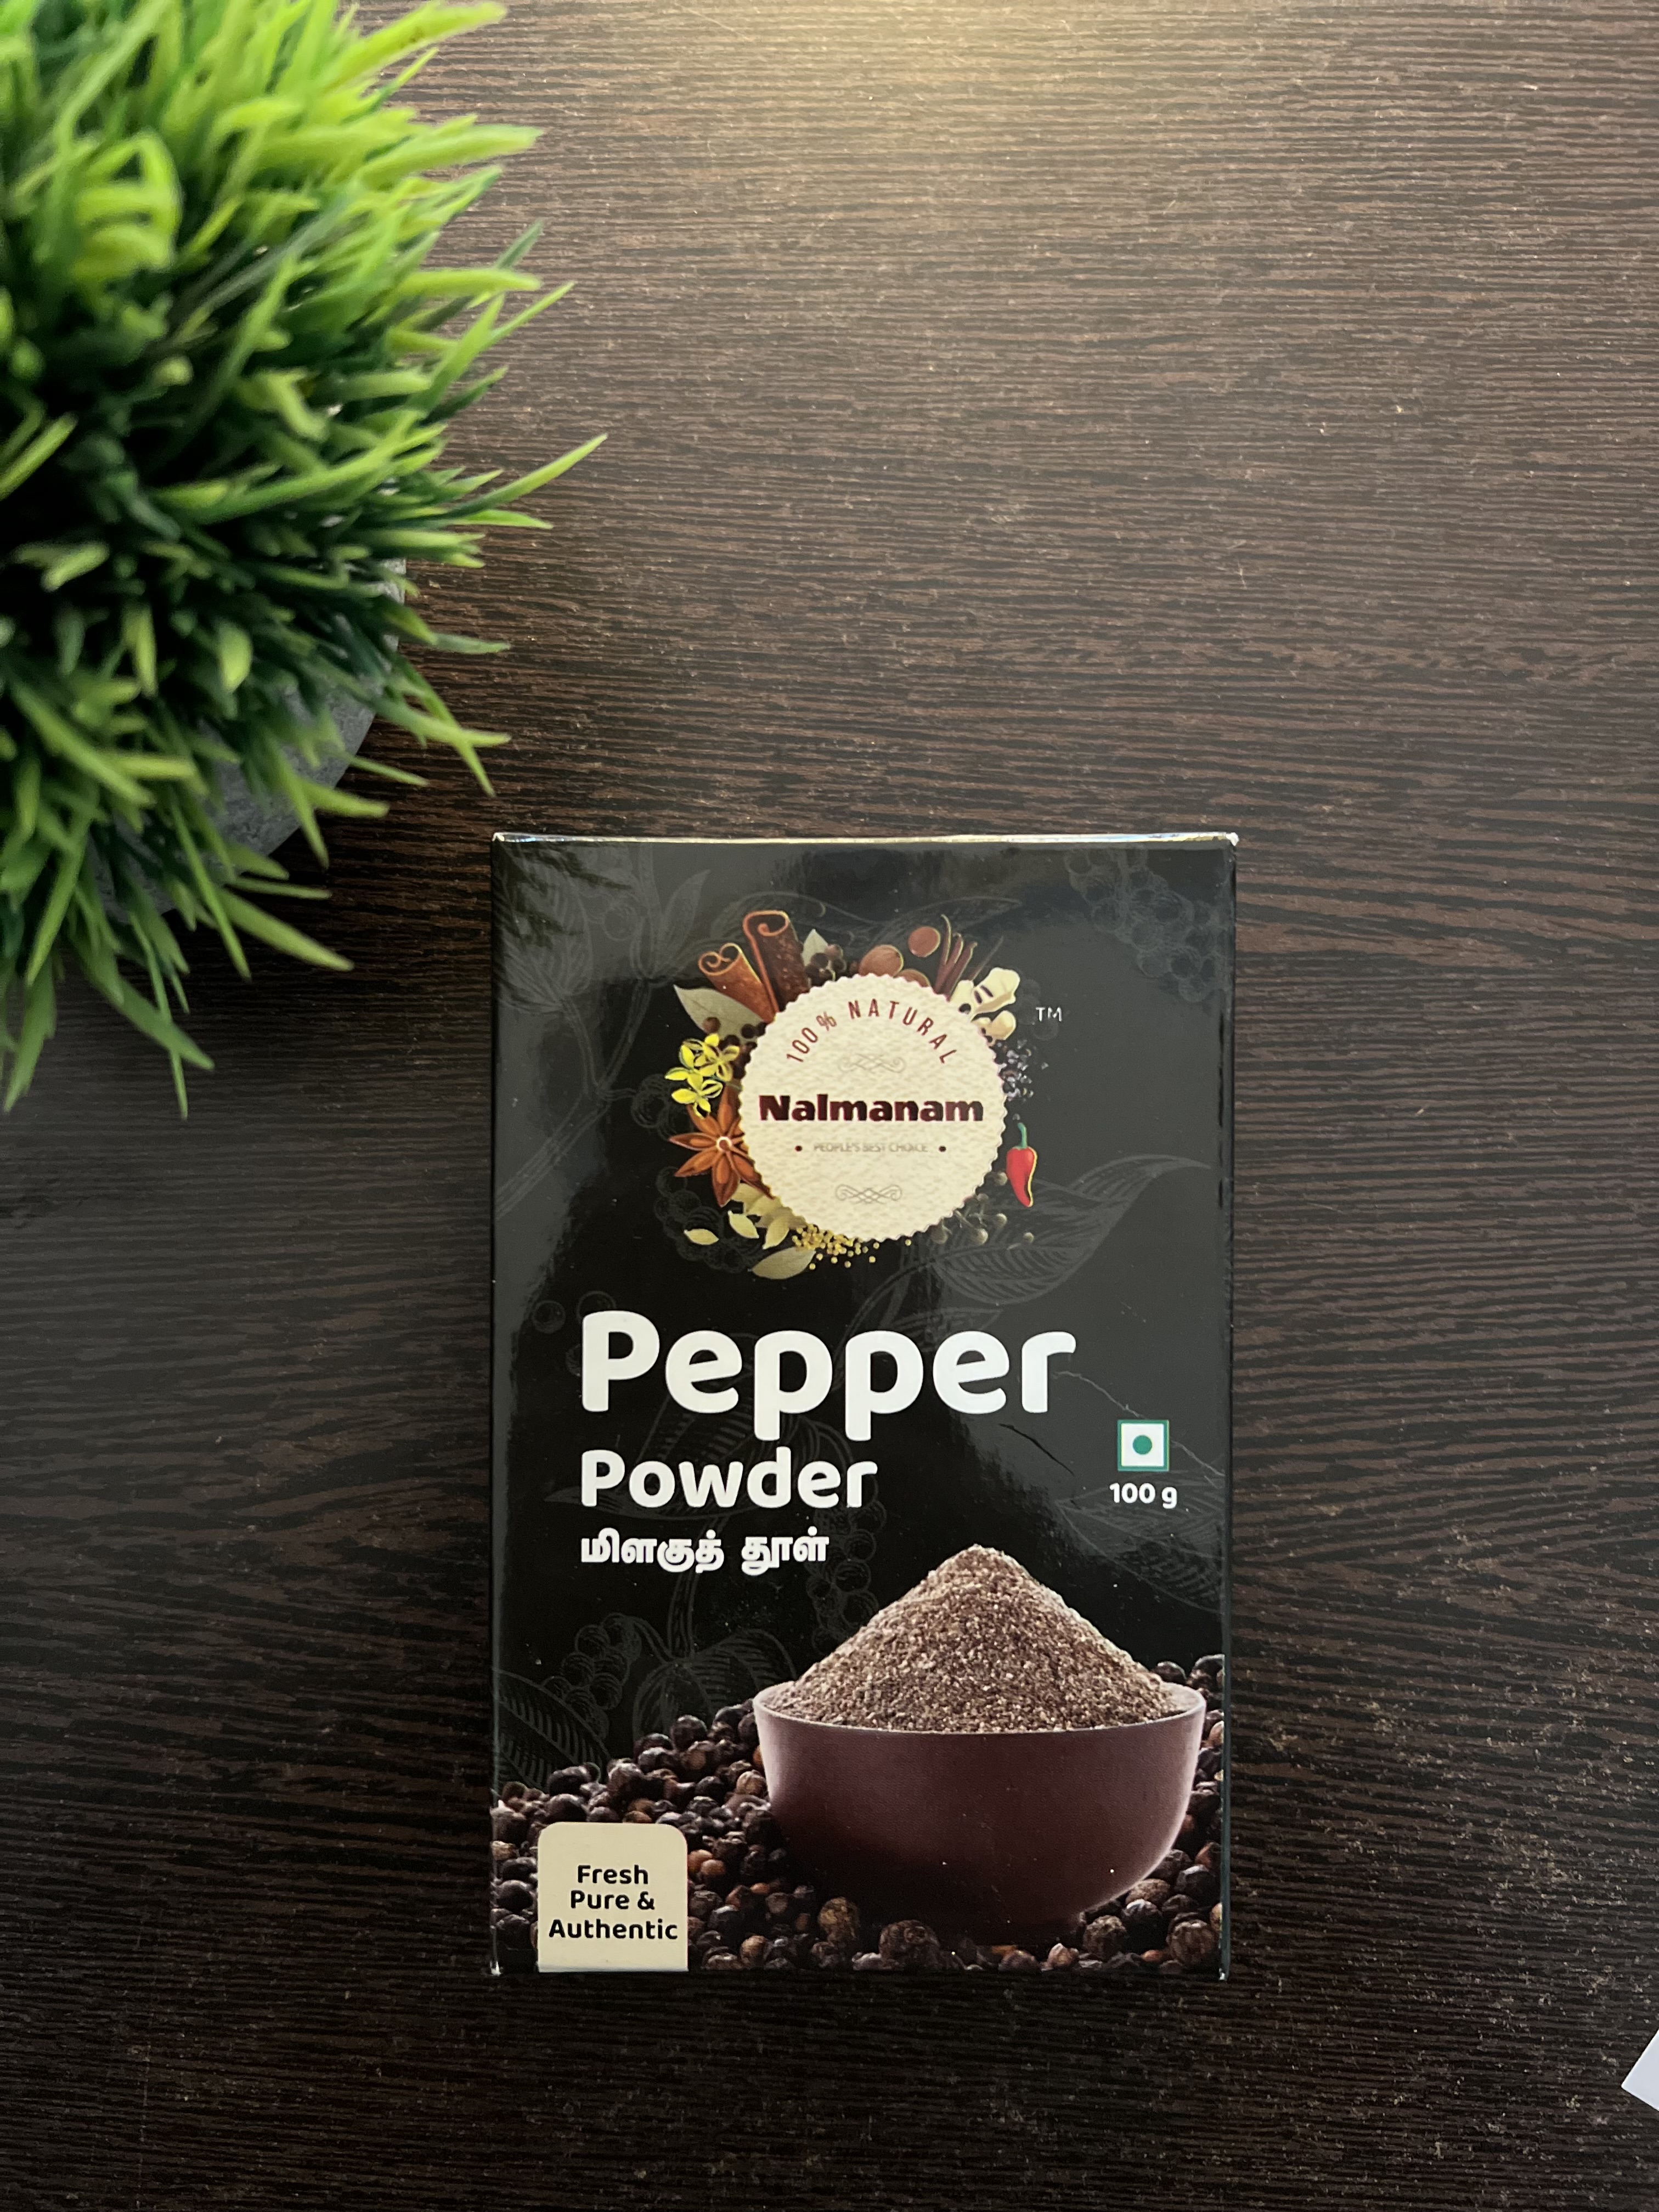 100% NATURAL
TM
Nalmanam
• PEOPLE'S BEST CHOICE •
Pepper
Powder
100 g
மிளகுத் தூள்
Fresh
Pure &
Authentic